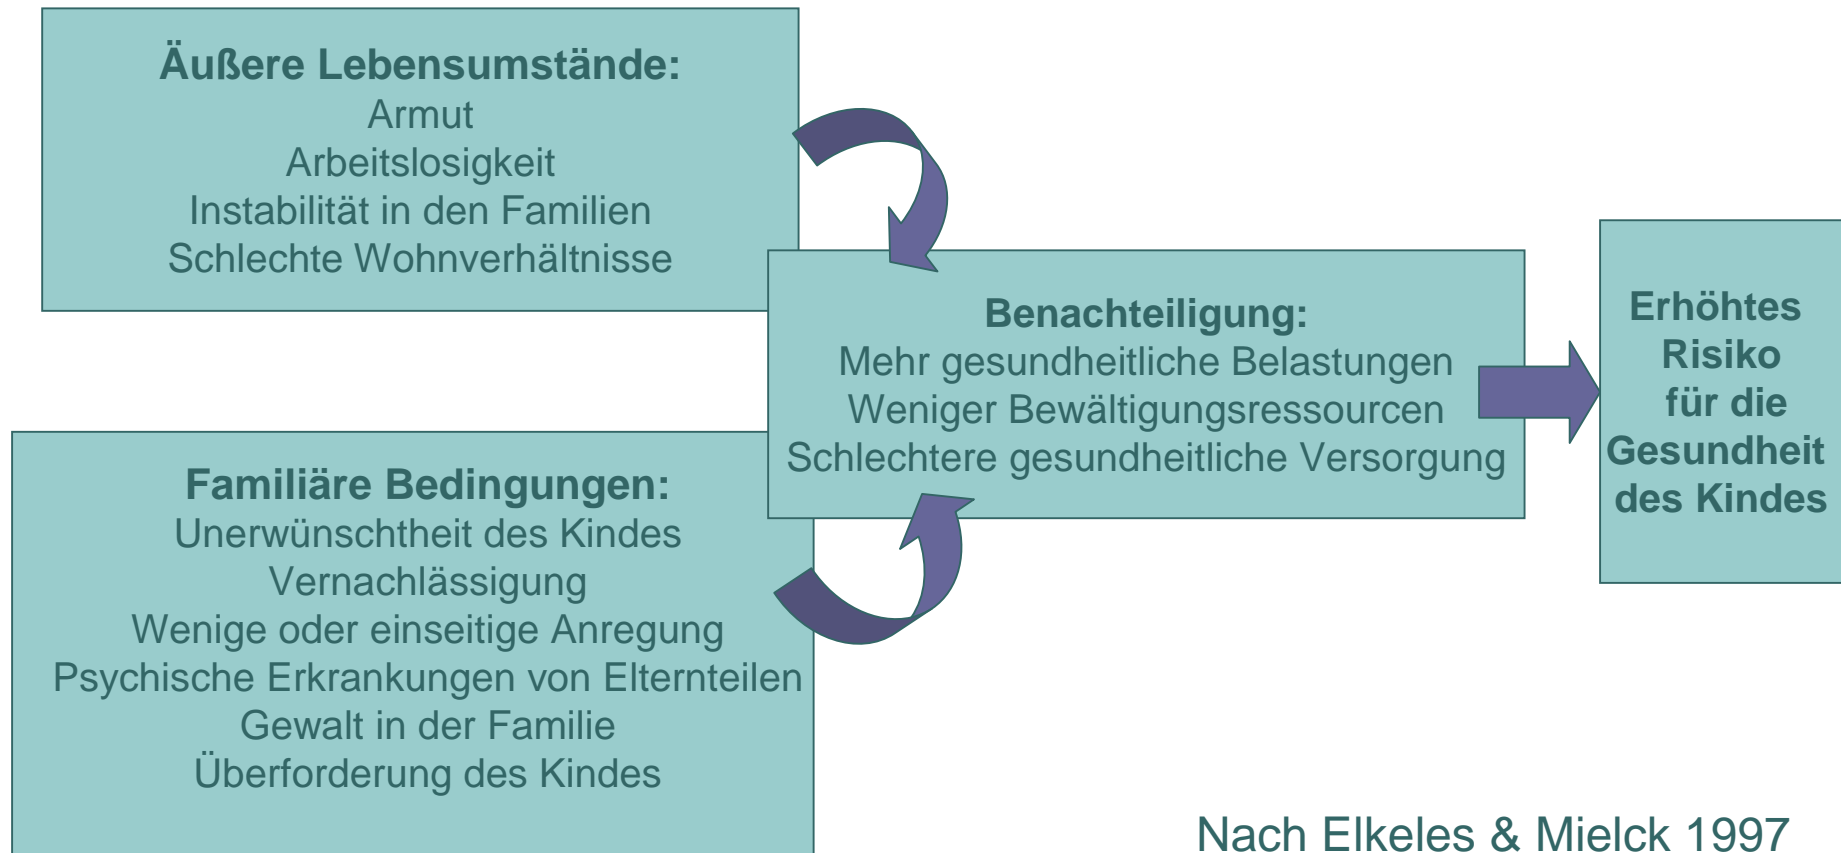 Äußere Lebensumstände:
Armut
Arbeitslosigkeit
Instabilität in den Familien
Schlechte Wohnverhältnisse
Familiäre Bedingungen:
Unerwünschtheit des Kindes
Vernachlässigung
Wenige oder einseitige Anregung
Psychische Erkrankungen von Elternteilen
Gewalt in der Familie
Überforderung des Kindes
Benachteiligung:
Mehr gesundheitliche Belastungen
Weniger Bewältigungsressourcen
Schlechtere gesundheitliche Versorgung
Erhöhtes
Risiko
für die
Gesundheit
des Kindes
Nach Elkeles & Mielck 1997